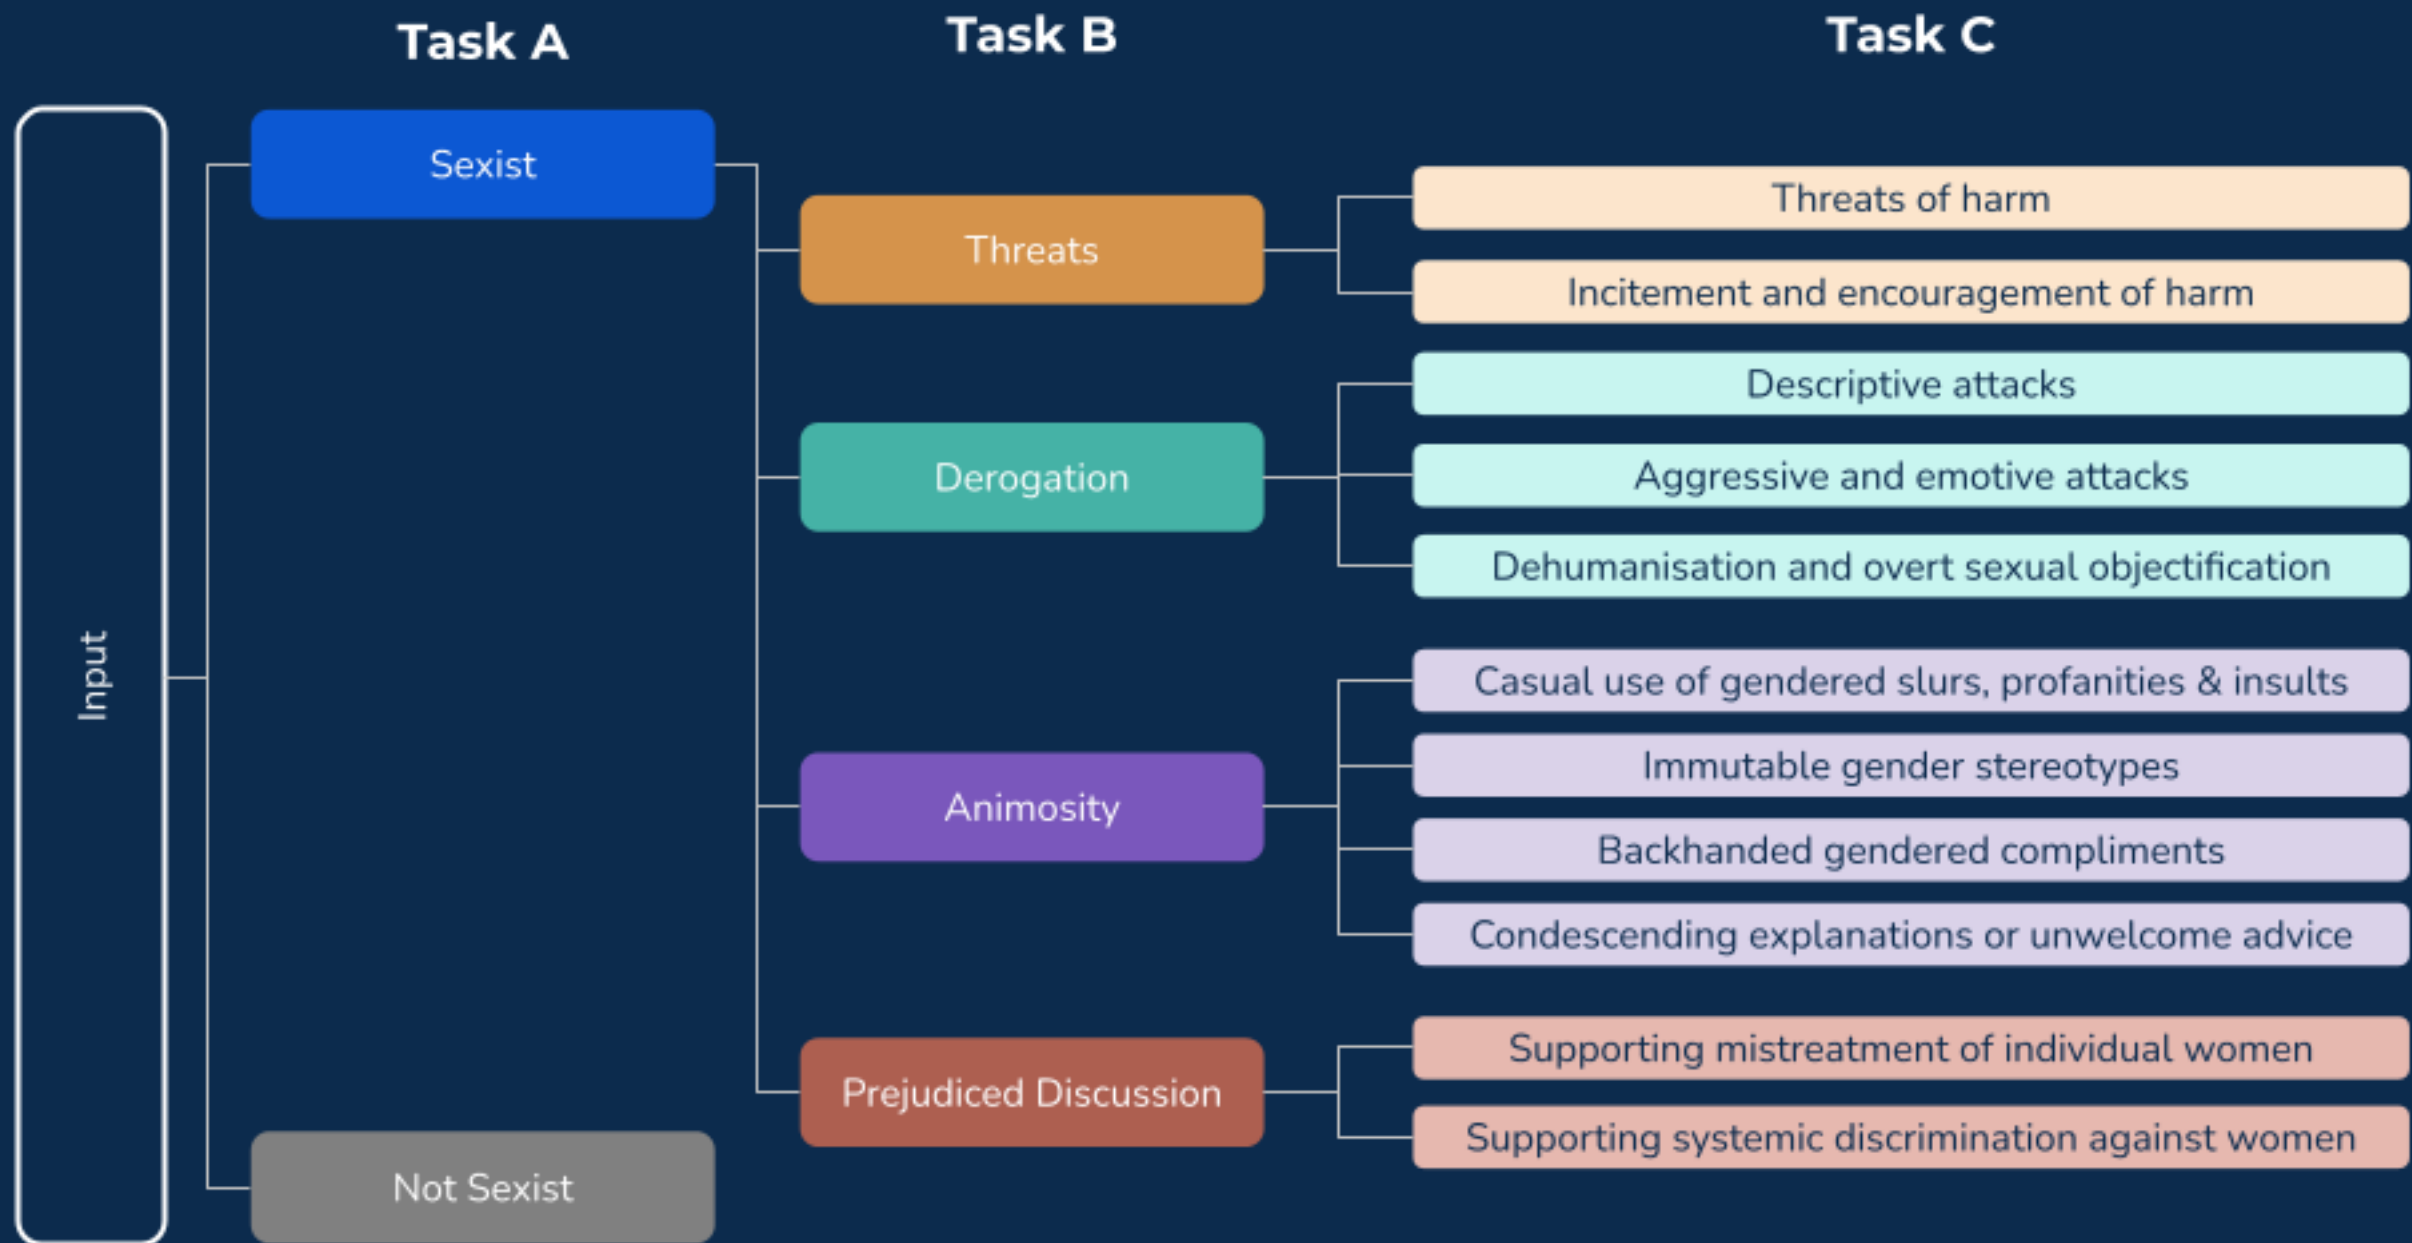 Task A
Task B
Task C
Input
Sexist
Not Sexist
Threats
Derogation
Animosity
Prejudiced Discussion
Threats of harm
Incitement and encouragement of harm
Descriptive attacks
Aggressive and emotive attacks
Dehumanisation and overt sexual objectification
Casual use of gendered slurs, profanities & insults
Immutable gender stereotypes
Backhanded gendered compliments
Condescending explanations or unwelcome advice
Supporting mistreatment of individual women
Supporting systemic discrimination against women